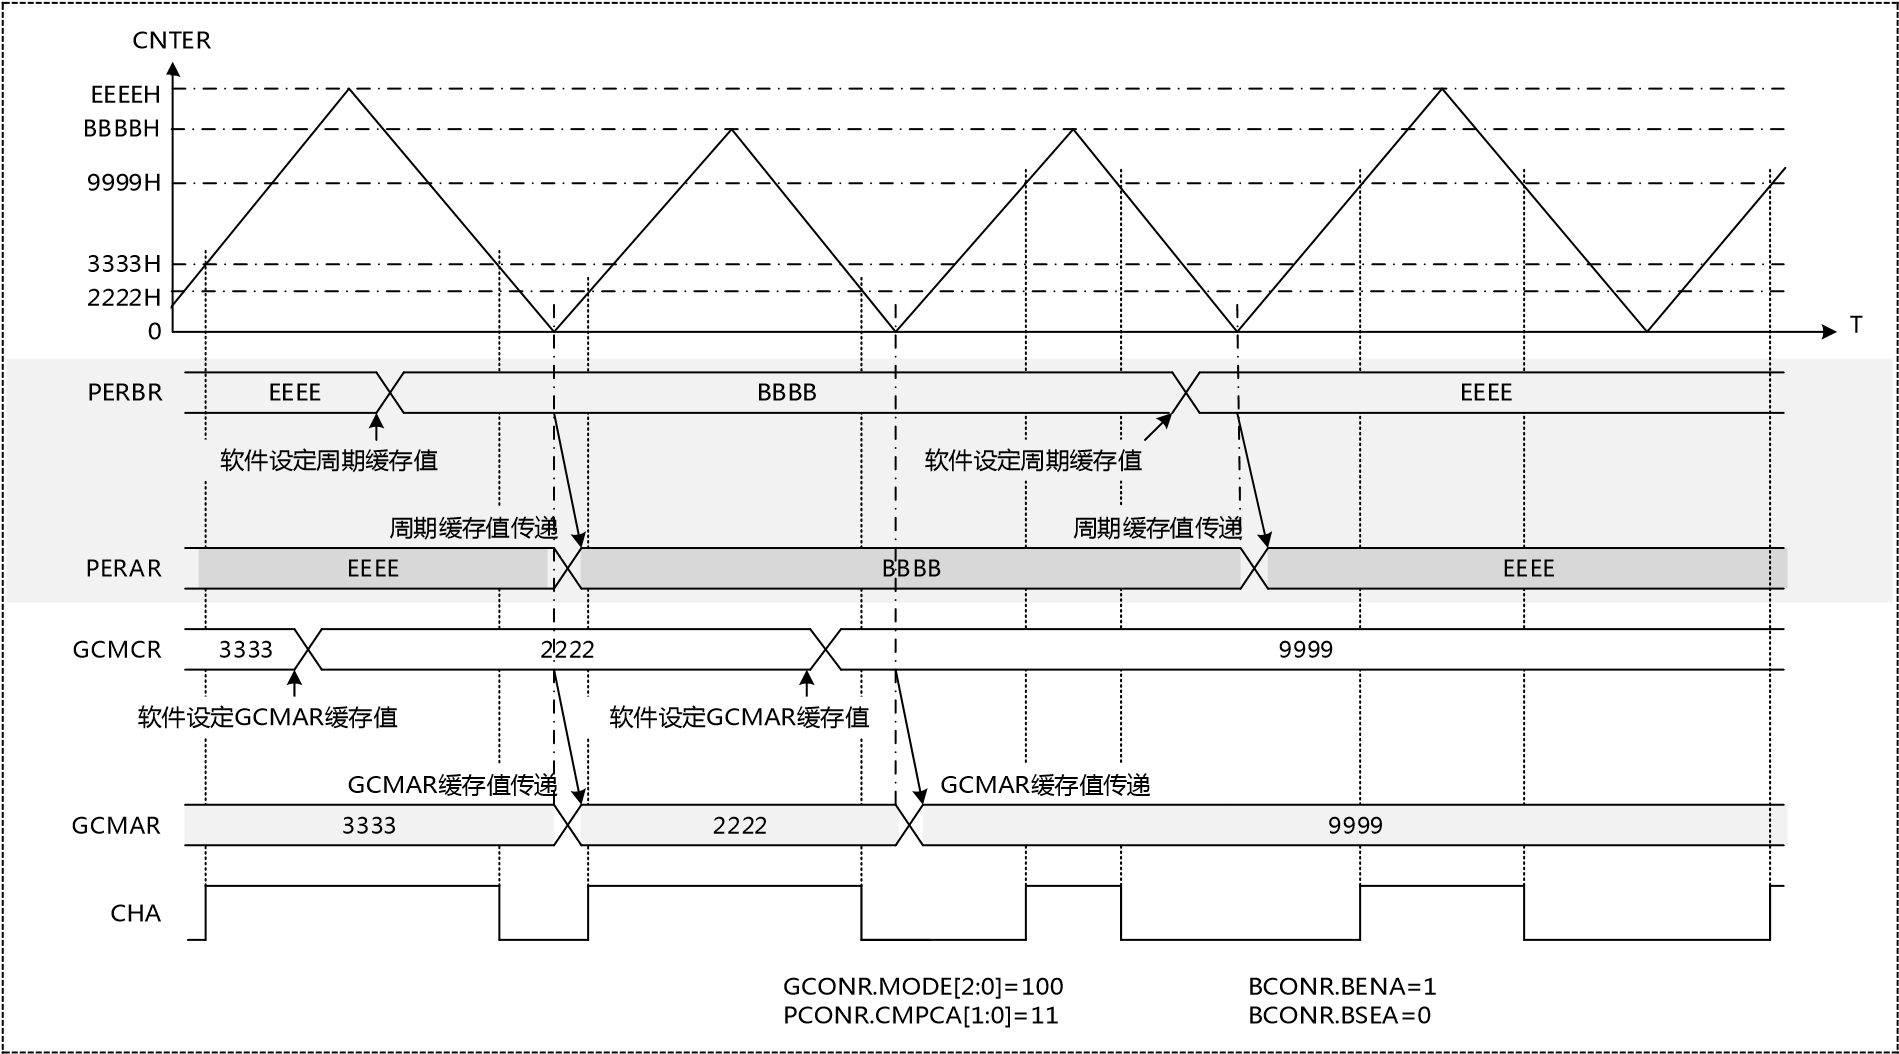 CNTER
EEEEH
BBBBH
9999H
3333H
2222H
0
T
PERBR
EEEE
BBBB
EEEE
软件设定周期缓存值
软件设定周期缓存值
周期缓存值传递
周期缓存值传递
PERAR
EEEE
BBBB
EEEE
GCMCR
3333
2222
9999
软件设定GCMAR缓存值
软件设定GCMAR缓存值
GCMAR缓存值传递
GCMAR缓存值传递
GCMAR
3333
2222
9999
CHA
GCONR.MODE[2:0]=100
BCONR.BENA=1
PCONR.CMPCA[1:0]=11
BCONR.BSEA=0